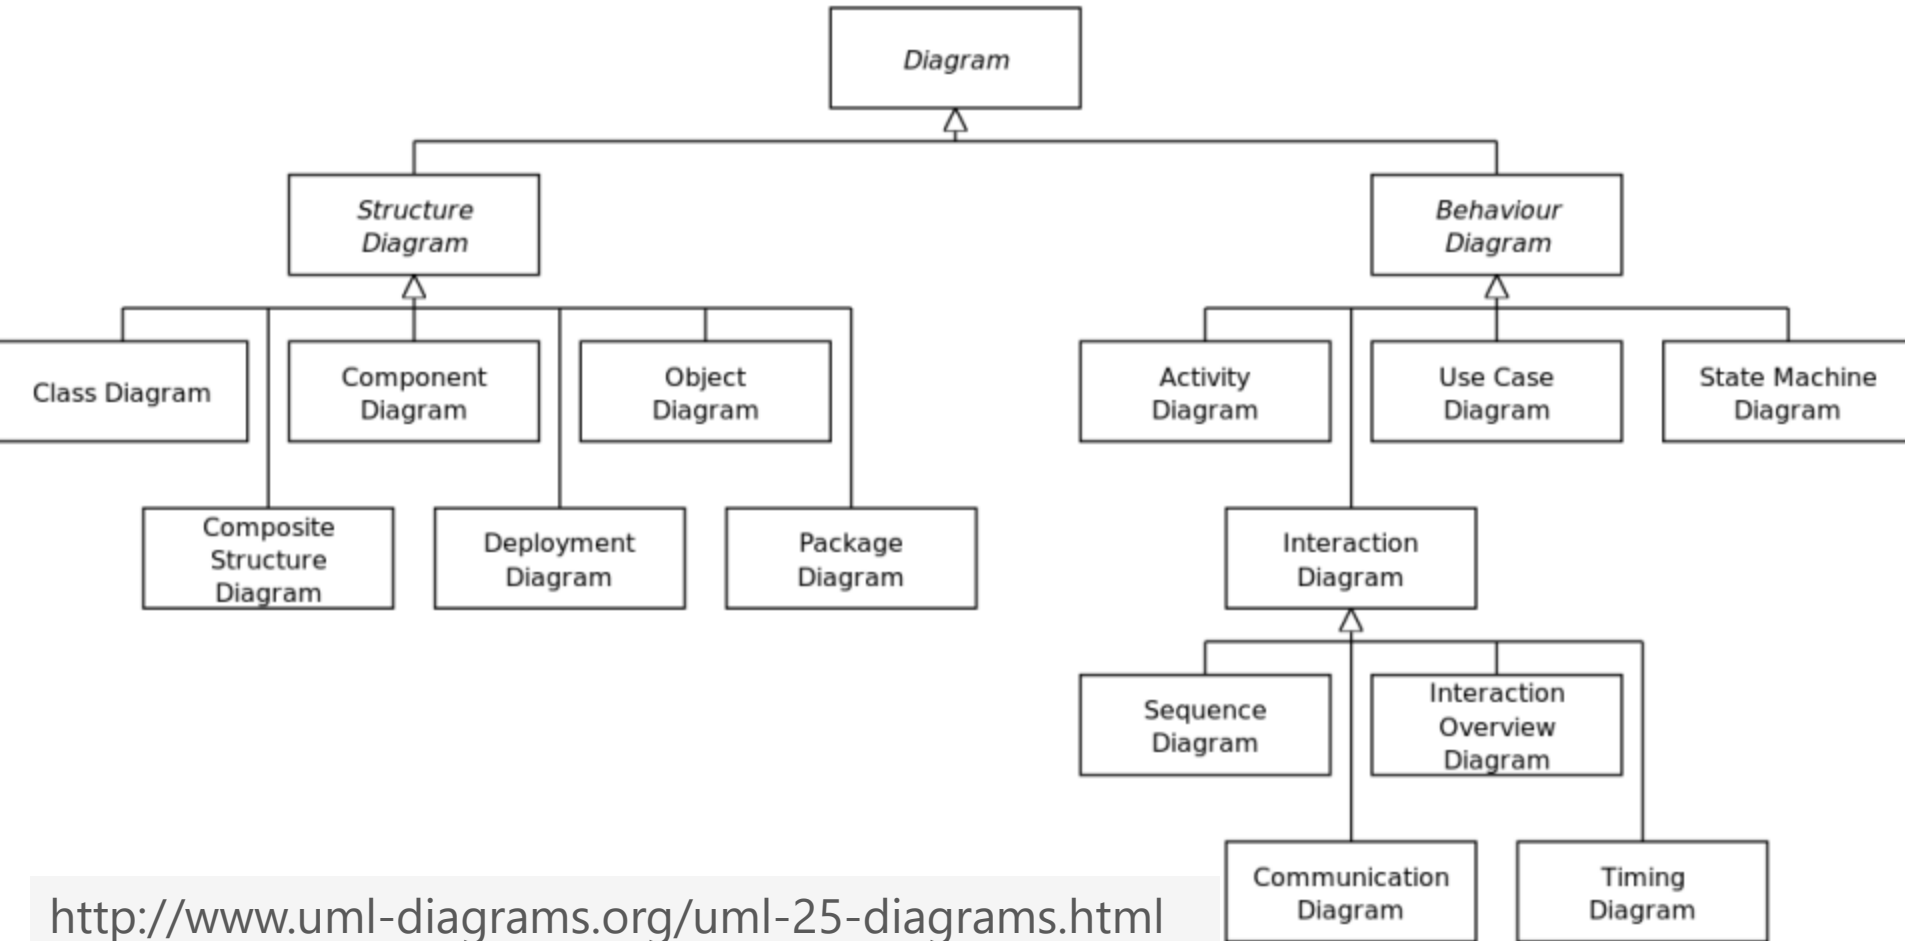 Diagram
Structure
Diagram
Behaviour
Diagram
Class Diagram
Component
Diagram
Object
Diagram
Activity
Diagram
Use Case
Diagram
State Machine
Diagram
Composite
Structure
Diagram
Deployment
Diagram
Package
Diagram
Interaction
Diagram
Sequence
Diagram
Interaction
Overview
Diagram
Communication
Diagram
Timing
Diagram
http://www.uml-diagrams.org/uml-25-diagrams.html